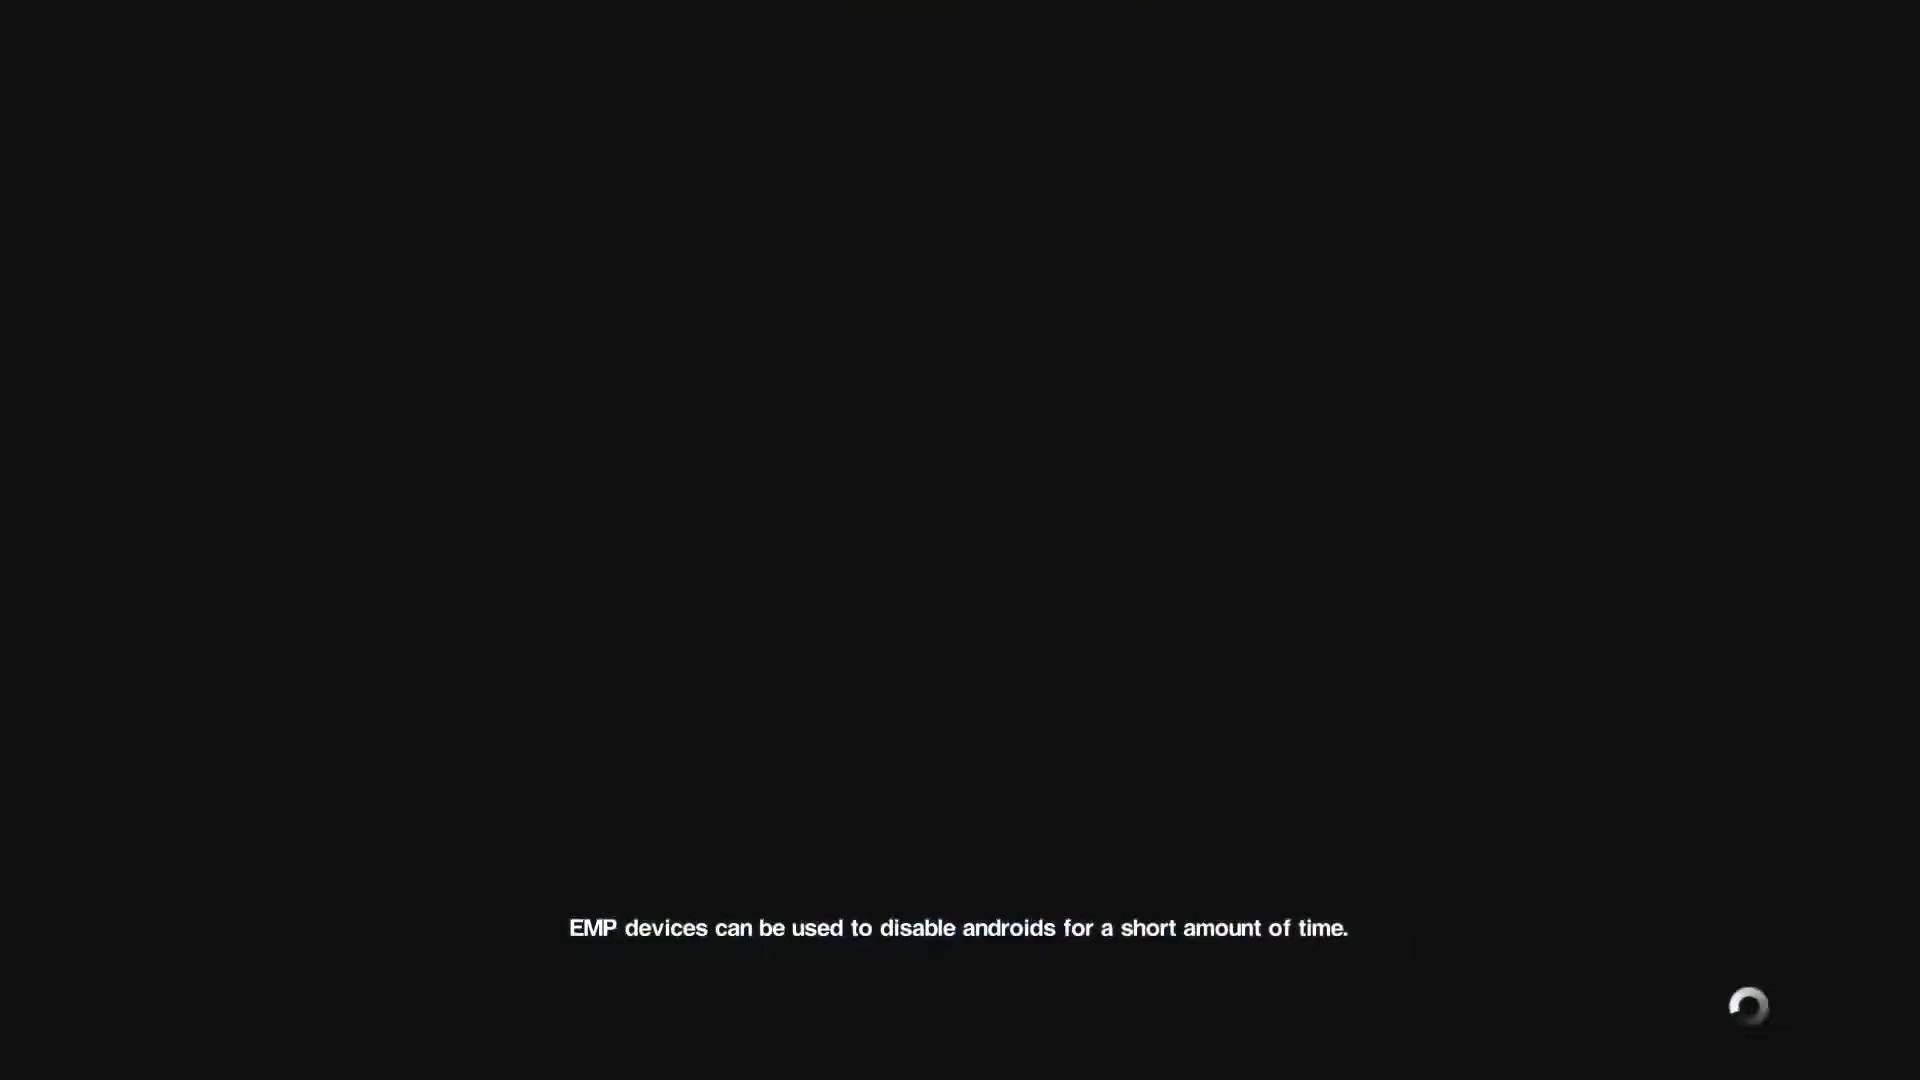 EMP devices can be used to disable androids for a short amount of time.